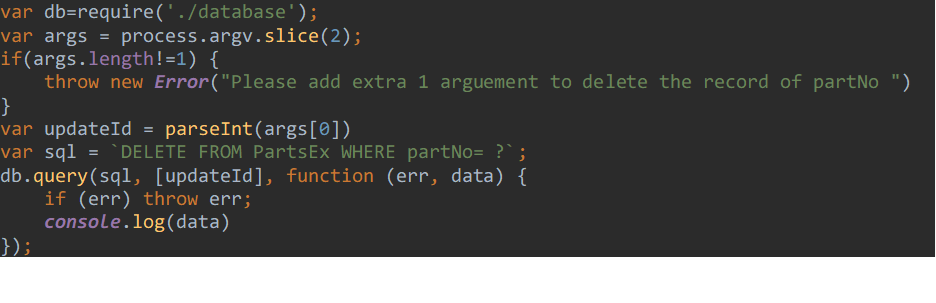 var db=require('./database');
var args = process.argv.slice(2);
if(args.length!=1) {
    throw new Error("Please add extra 1 arguement to delete the record of partNo ")
}
var updateId = parseInt(args[0])
var sql = `DELETE FROM PartsEx WHERE partNo= ?`;
db.query(sql, [updateId], function (err, data) {
    if (err) throw err;
    console.log(data)
});